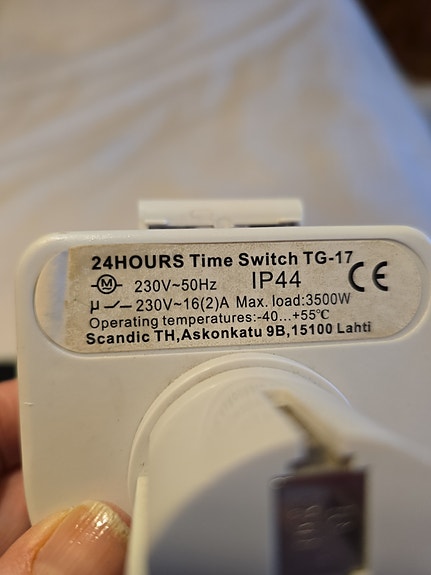 24HOURS Time Switch TG-17
M 230V~50Hz IP44 CE
µ 230V~16(2)A Max. load:3500W
Operating temperatures:-40...+55℃
Scandic TH,Askonkatu 9B,15100 Lahti